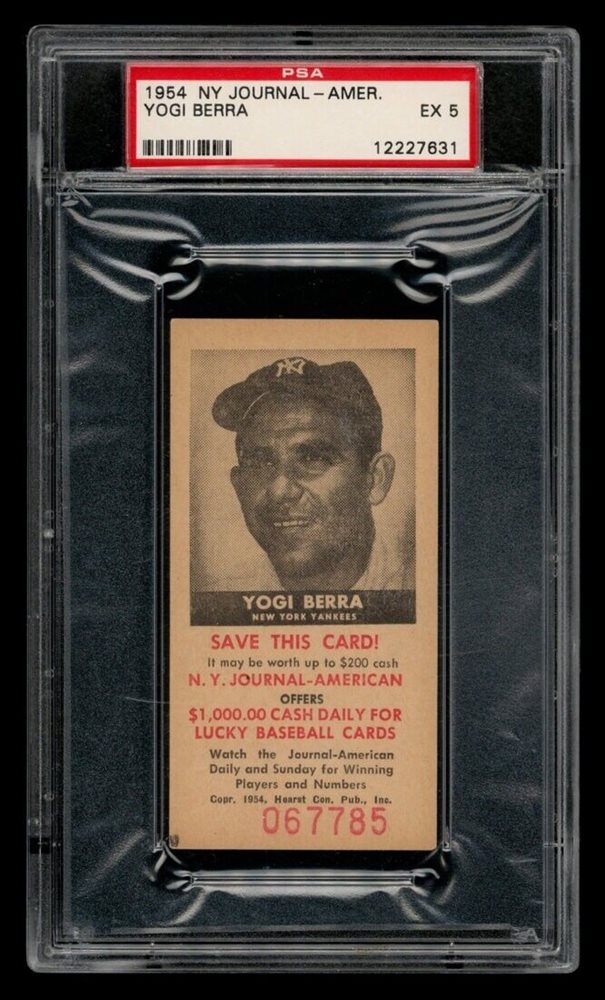 PSA
1954 NY JOURNAL-AMER.
YOGI BERRA EX 5
12227631
NY
YOGI BERRA
NEW YORK YANKEES
SAVE THIS CARD!
It may be worth up to $200 cash
N. Y. JOURNAL-AMERICAN
OFFERS
$1,000.00 CASH DAILY FOR
LUCKY BASEBALL CARDS
Watch the Journal-American
Daily and Sunday for Winning
Players and Numbers
Copr. 1954, Hearst Con. Pub., Inc.
067785